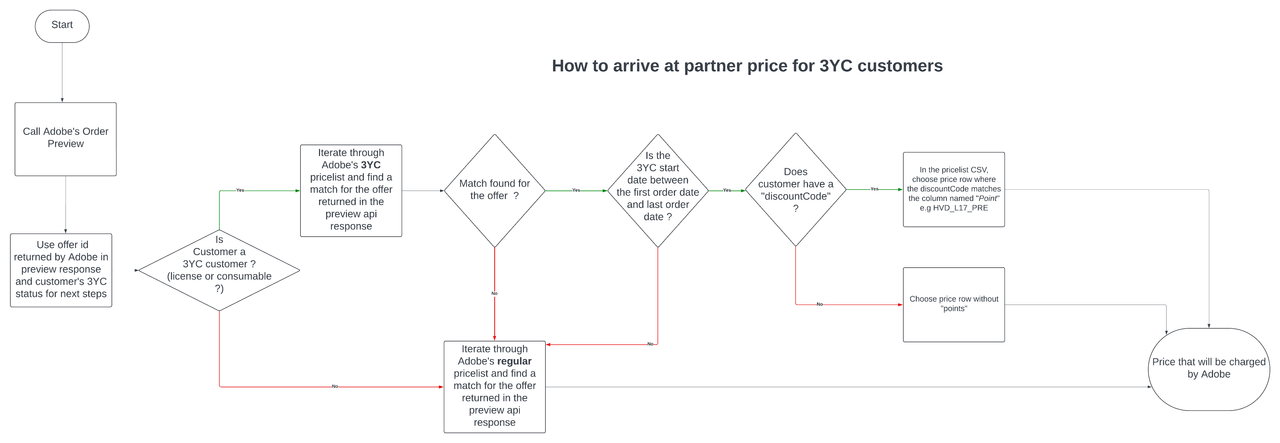 Start
How to arrive at partner price for 3YC customers
Call Adobe's Order
Preview
Use offer id
returned by Adobe in
preview response
and customer's 3YC
status for next steps
Is
Customer a
3YC customer ?
(license or consumable
?)
Yes
No
Iterate through
Adobe's 3YC
pricelist and find a
match for the offer
returned in the
preview api
response
Match found for
the offer ?
Yes
No
Is the
3YC start
date between
the first order date
and last order
date ?
Yes
No
Does
customer have a
"discountCode"
?
Yes
No
In the pricelist CSV,
choose price row where
the discountCode matches
the column named "Point"
e.g HVD_L17_PRE
Choose price row without
"points"
Iterate through
Adobe's regular
pricelist and find a
match for the offer
returned in the
preview api
response
Price that will be charged
by Adobe